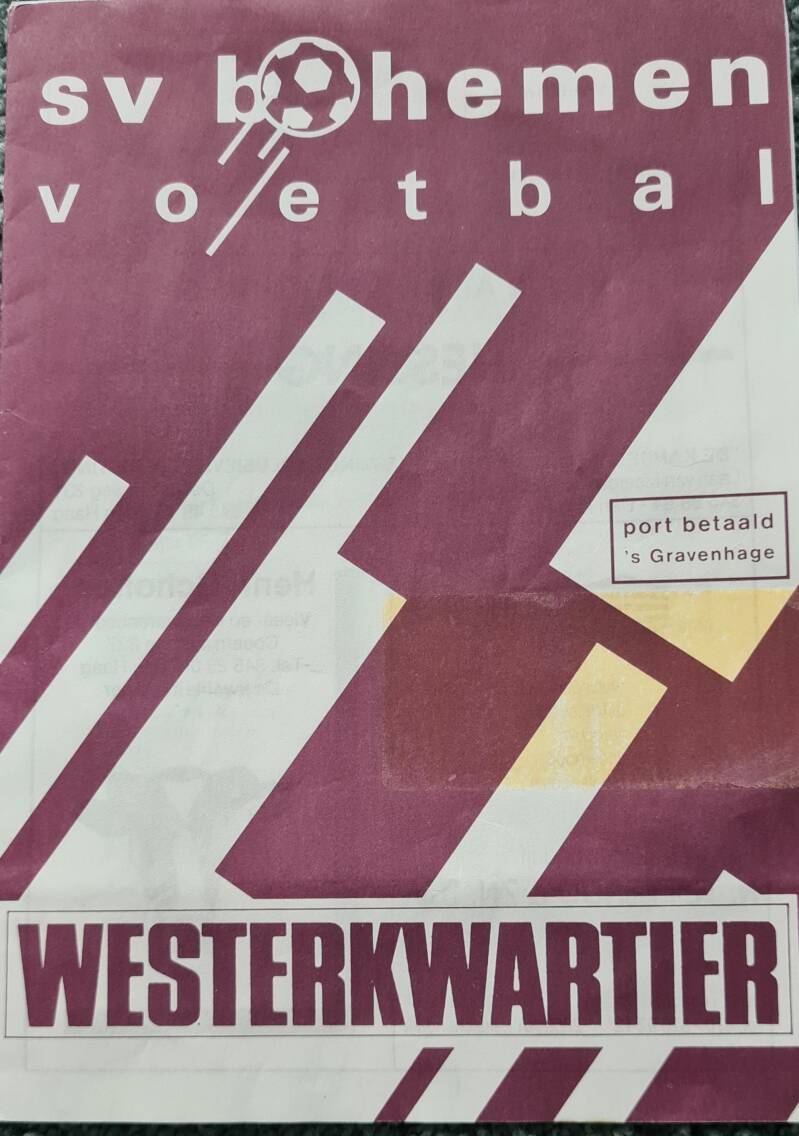 sv bohemen
voetbal
port betaald
's Gravenhage
WESTERKWARTIER